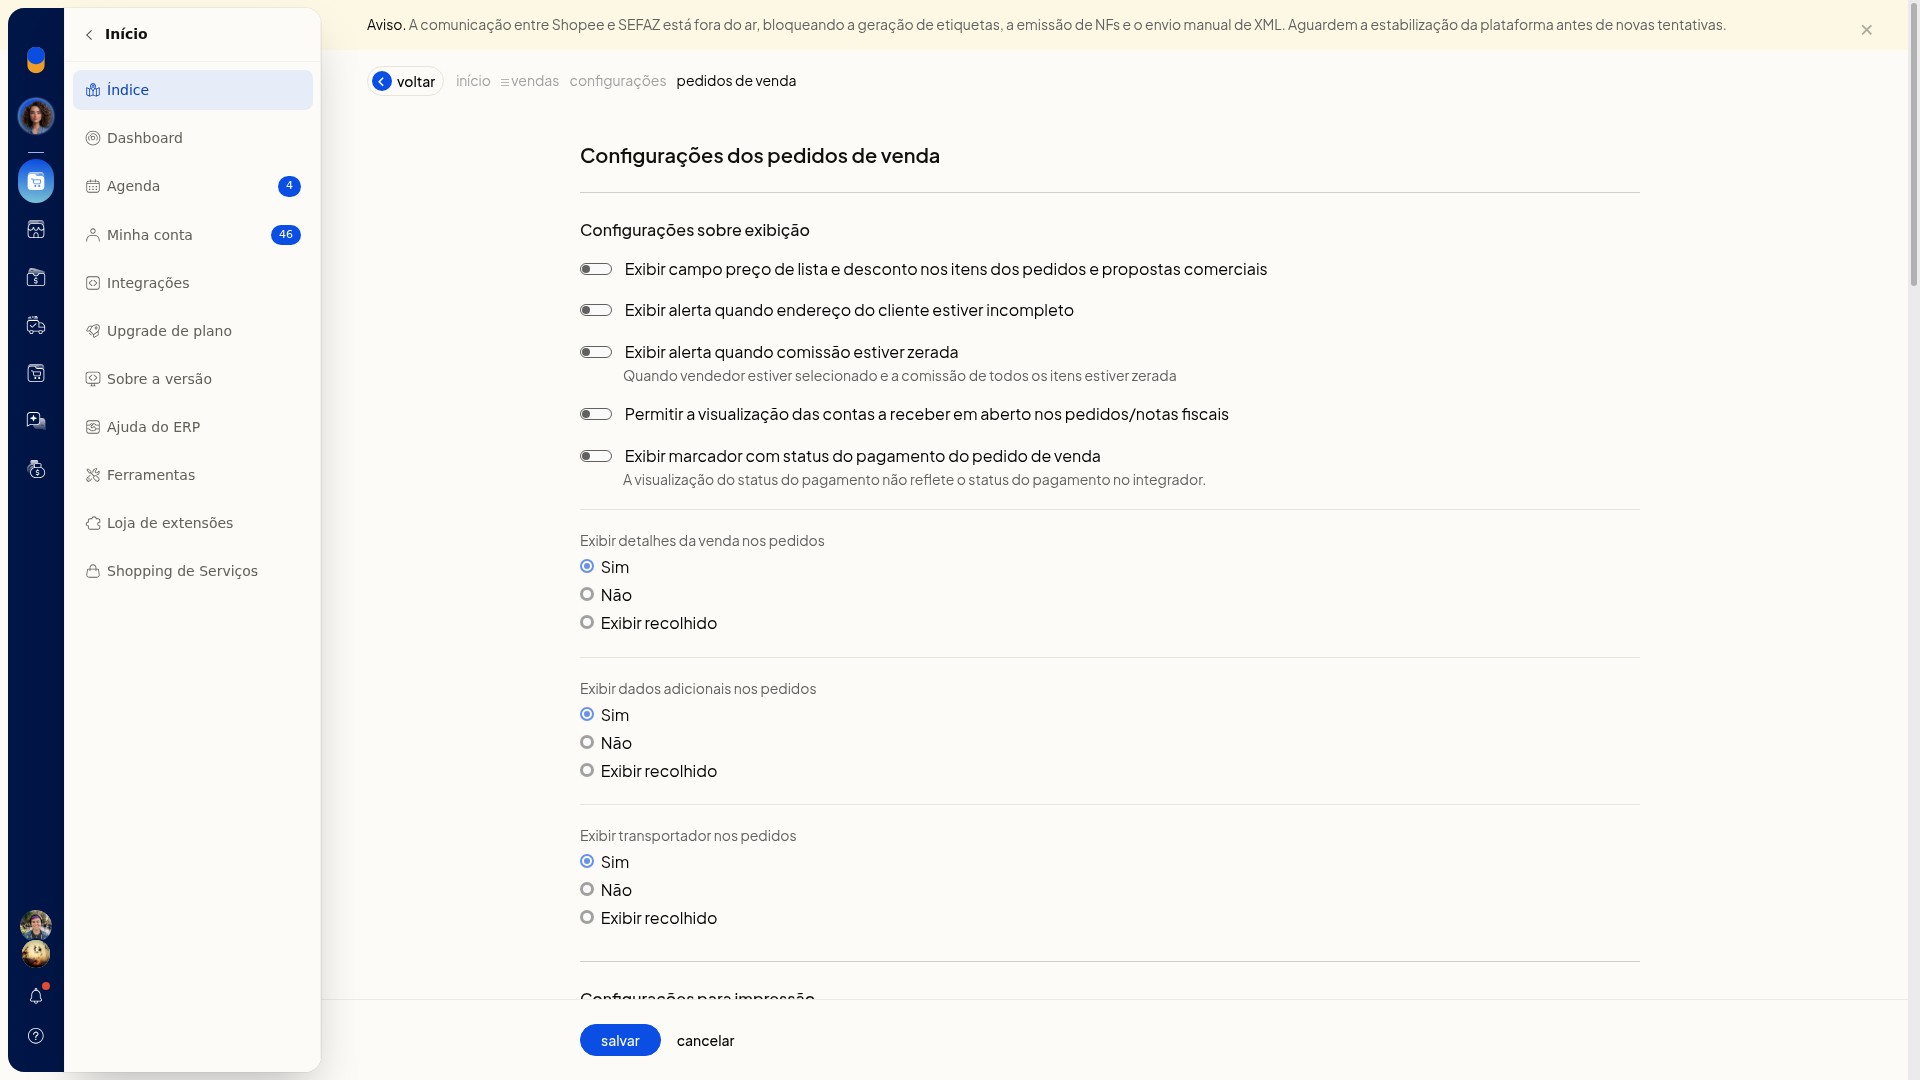 Aviso. A comunicação entre Shopee e SEFAZ está fora do ar, bloqueando a geração de etiquetas, a emissão de NFs e o envio manual de XML. Aguardem a estabilização da plataforma antes de novas tentativas.
Início
voltar início vendas configurações pedidos de venda
Índice
Dashboard
Agenda 4
Minha conta 46
Integrações
Upgrade de plano
Sobre a versão
Ajuda do ERP
Ferramentas
Loja de extensões
Shopping de Serviços
Configurações dos pedidos de venda
Configurações sobre exibição
Exibir campo preço de lista e desconto nos itens dos pedidos e propostas comerciais
Exibir alerta quando endereço do cliente estiver incompleto
Exibir alerta quando comissão estiver zerada
Quando vendedor estiver selecionado e a comissão de todos os itens estiver zerada
Permitir a visualização das contas a receber em aberto nos pedidos/notas fiscais
Exibir marcador com status do pagamento do pedido de venda
A visualização do status do pagamento não reflete o status do pagamento no integrador.
Exibir detalhes da venda nos pedidos
Sim
Não
Exibir recolhido
Exibir dados adicionais nos pedidos
Sim
Não
Exibir recolhido
Exibir transportador nos pedidos
Sim
Não
Exibir recolhido
Configurações para impressão
salvar cancelar